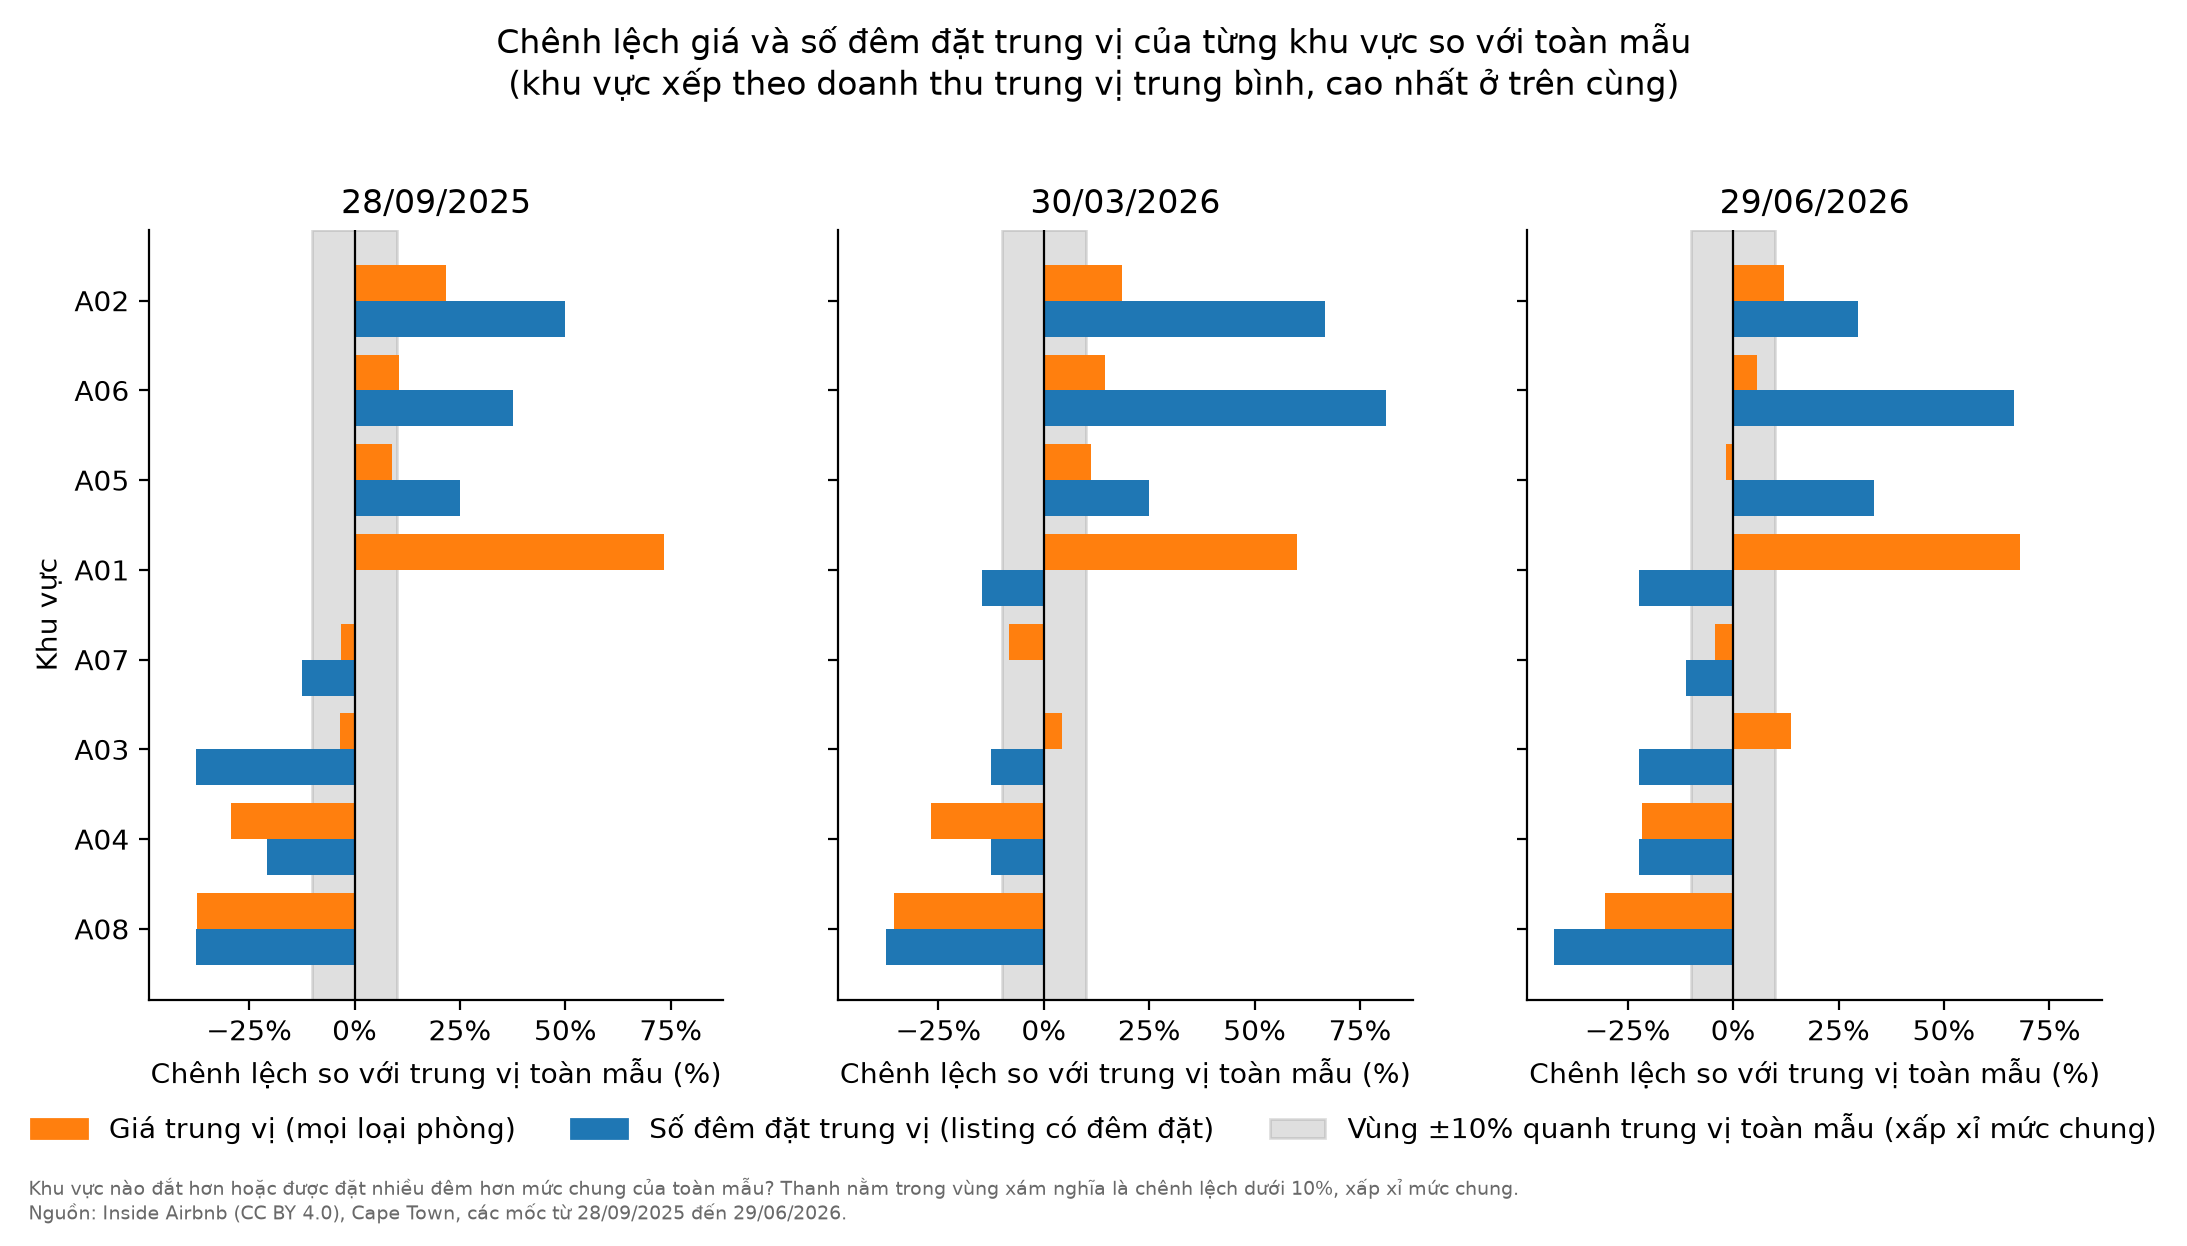 Chênh lệch giá và số đêm đặt trung vị của từng khu vực so với toàn mẫu
(khu vực xếp theo doanh thu trung vị trung bình, cao nhất ở trên cùng)
28/09/2025
30/03/2026
29/06/2026
Khu vực
A02
A06
A05
A01
A07
A03
A04
A08
−25% 0% 25% 50% 75%
−25% 0% 25% 50% 75%
−25% 0% 25% 50% 75%
Chênh lệch so với trung vị toàn mẫu (%)
Chênh lệch so với trung vị toàn mẫu (%)
Chênh lệch so với trung vị toàn mẫu (%)
Giá trung vị (mọi loại phòng)
Số đêm đặt trung vị (listing có đêm đặt)
Vùng ±10% quanh trung vị toàn mẫu (xấp xỉ mức chung)
Khu vực nào đắt hơn hoặc được đặt nhiều đêm hơn mức chung của toàn mẫu? Thanh nằm trong vùng xám nghĩa là chênh lệch dưới 10%, xấp xỉ mức chung.
Nguồn: Inside Airbnb (CC BY 4.0), Cape Town, các mốc từ 28/09/2025 đến 29/06/2026.